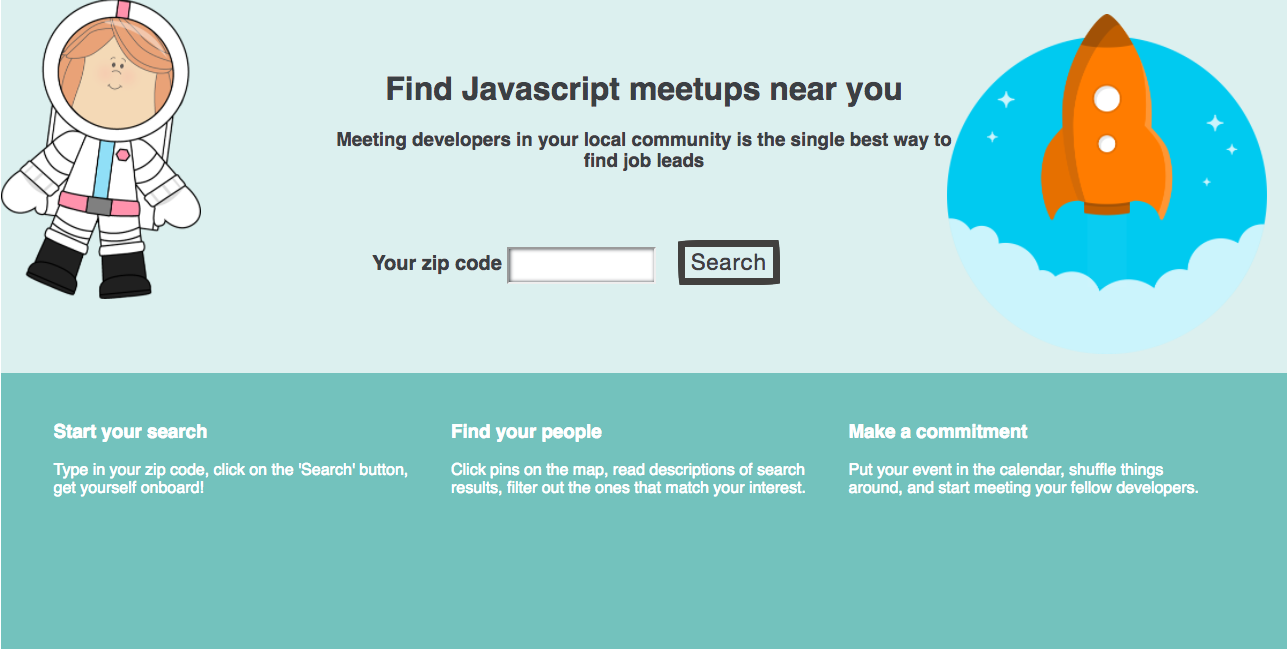 Find Javascript meetups near you
Meeting developers in your local community is the single best way to
find job leads
Your zip code Search
Start your search
Type in your zip code, click on the 'Search' button,
get yourself onboard!
Find your people
Click pins on the map, read descriptions of search
results, filter out the ones that match your interest.
Make a commitment
Put your event in the calendar, shuffle things
around, and start meeting your fellow developers.